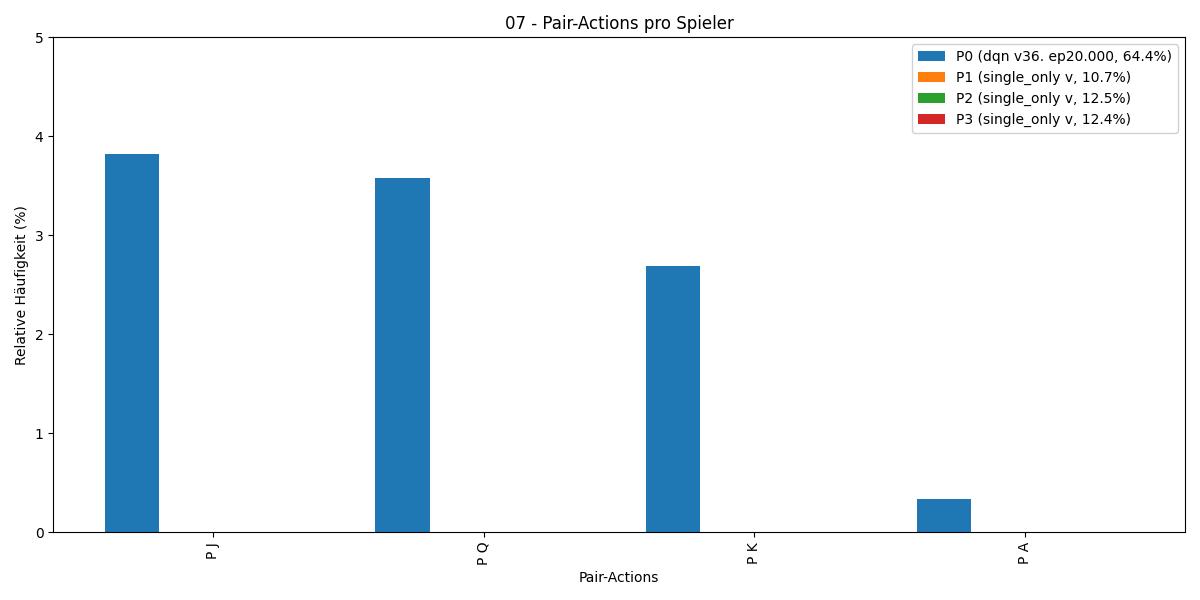 07 - Pair-Actions pro Spieler
5
4
3
2
1
0
Relative Häufigkeit (%)
P0 (dqn v36. ep20.000, 64.4%)
P1 (single_only v, 10.7%)
P2 (single_only v, 12.5%)
P3 (single_only v, 12.4%)
P J
P Q
P K
P A
Pair-Actions